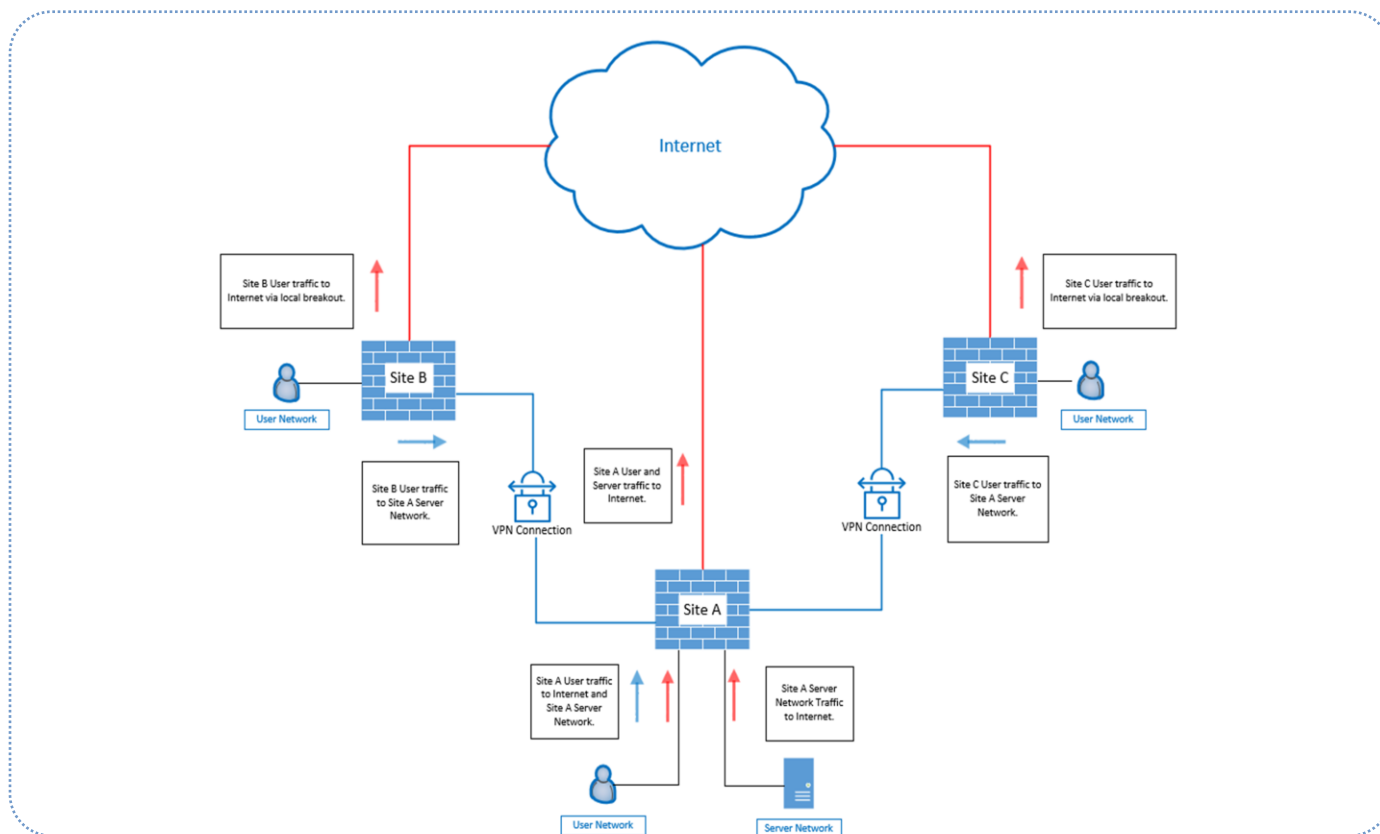 Internet
Site B User traffic to
Internet via local breakout.
Site C User traffic to
Internet via local breakout.
Site B
User Network
Site C
User Network
Site B User traffic
to Site A Server
Network.
VPN Connection
Site A User and
Server traffic to
Internet.
VPN Connection
Site C User traffic to
Site A Server
Network.
Site A
Site A User traffic
to Internet and
Site A Server
Network.
Site A Server
Network Traffic
to Internet.
User Network
Server Network